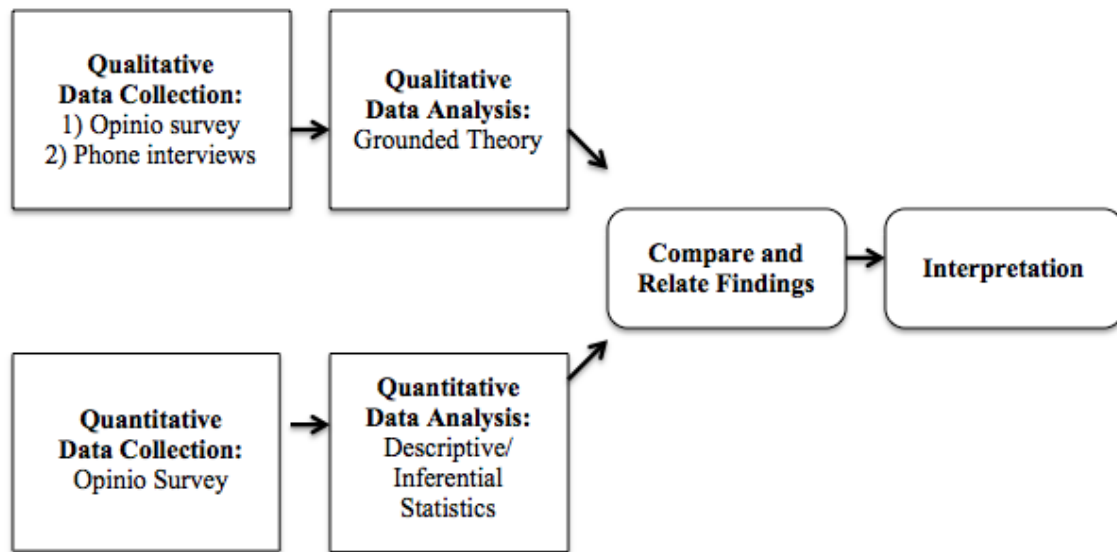 Qualitative
Data Collection:
1) Opinio survey
2) Phone interviews
Qualitative
Data Analysis:
Grounded Theory
Compare and
Relate Findings
Interpretation
Quantitative
Data Collection:
Opinio Survey
Quantitative
Data Analysis:
Descriptive/
Inferential
Statistics